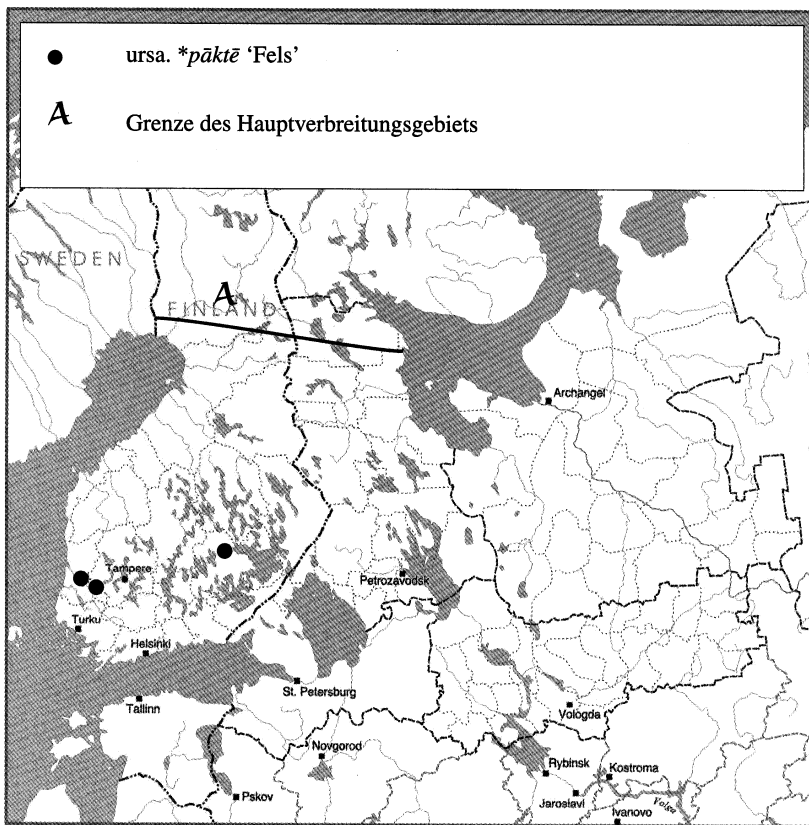 ursa. *pāktē ‘Fels’
A Grenze des Hauptverbreitungsgebiets
SWEDEN
A
FINLAND
Archangel
Tampere
Petrozavodsk
Turku
Helsinki
St. Petersburg
Tallinn
Vologda
Novgorod
Rybinsk
Kostroma
Pskov
Jaroslavl
Volga
Ivanovo